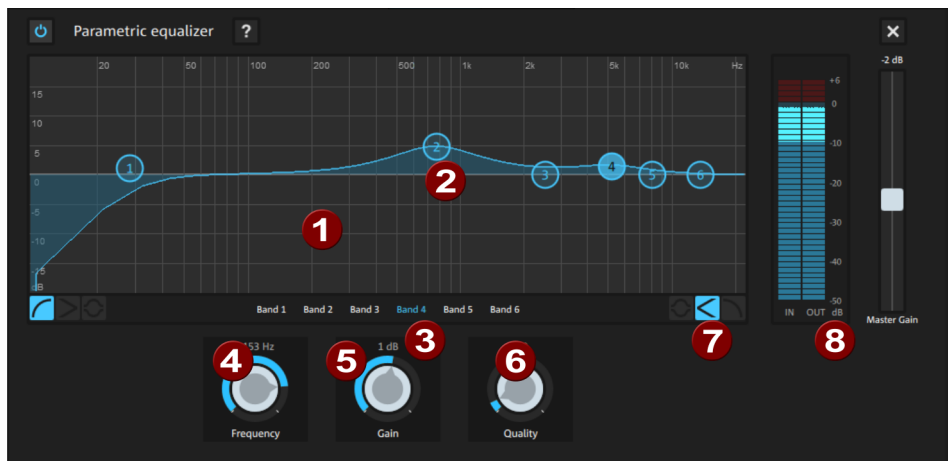 Parametric equalizer ?
-2 dB
20 50 100 200 500 1k 2k 5k 10k Hz
15
10
5
0
-5
-10
-15
dB
1 2 3 4 5 6
1
2
+6
0
-10
-20
-30
-40
-50
IN OUT dB
Master Gain
Band 1 Band 2 Band 3 Band 4 Band 5 Band 6
3
7
8
4
5
6
Hz
1 dB
Frequency
Gain
Quality